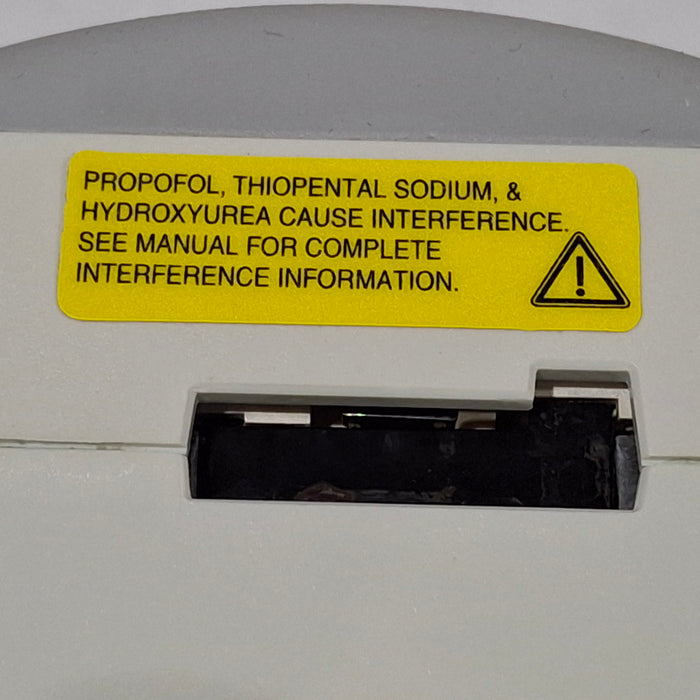 PROPOFOL, THIOPENTAL SODIUM, &
HYDROXYUREA CAUSE INTERFERENCE.
SEE MANUAL FOR COMPLETE
INTERFERENCE INFORMATION.